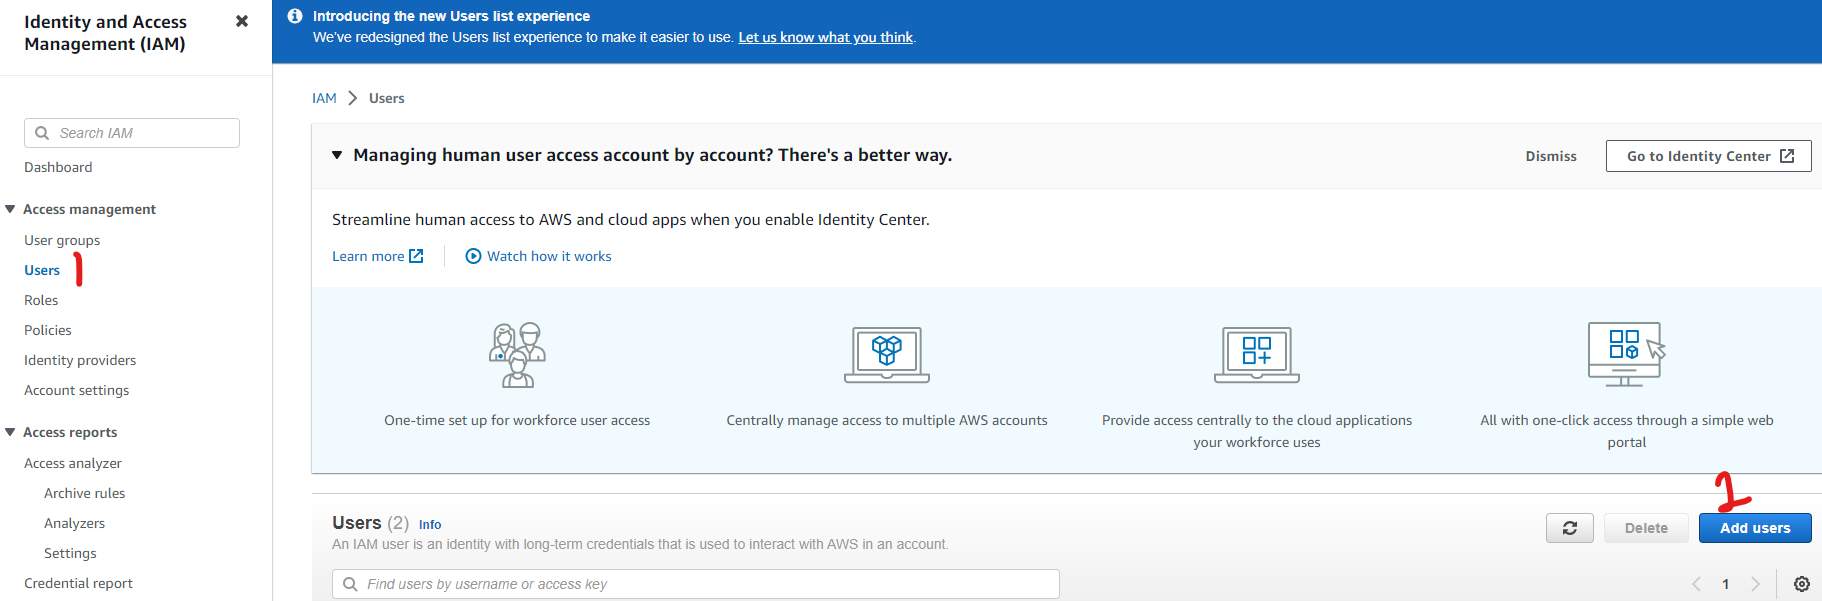 Identity and Access
Management (IAM)
Search IAM
Dashboard
Access management
User groups
Users 1
Roles
Policies
Identity providers
Account settings
Access reports
Access analyzer
Archive rules
Analyzers
Settings
Credential report
Introducing the new Users list experience
We've redesigned the Users list experience to make it easier to use. Let us know what you think.
IAM > Users
Managing human user access account by account? There's a better way.
Dismiss
Go to Identity Center
Streamline human access to AWS and cloud apps when you enable Identity Center.
Learn more
Watch how it works
One-time set up for workforce user access
Centrally manage access to multiple AWS accounts
Provide access centrally to the cloud applications
your workforce uses
All with one-click access through a simple web
portal
2
Users (2) Info
An IAM user is an identity with long-term credentials that is used to interact with AWS in an account.
Delete
Add users
Find users by username or access key
< 1 >